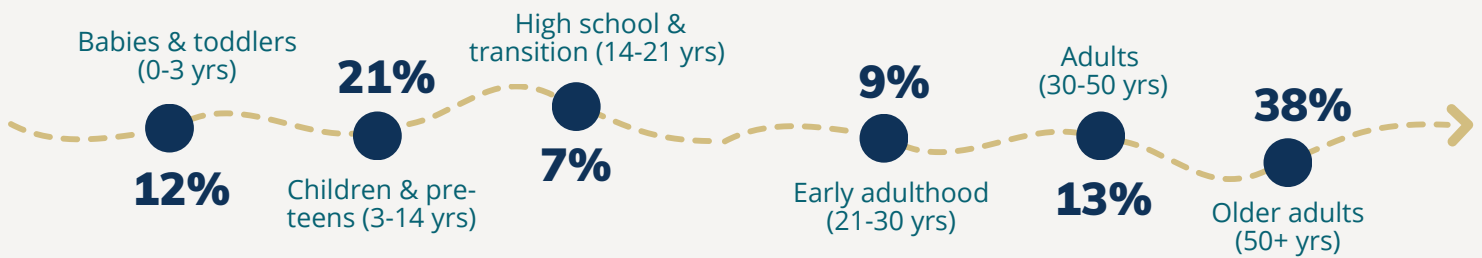 Babies & toddlers
(0-3 yrs)
12%
21%
Children & pre-
teens (3-14 yrs)
High school &
transition (14-21 yrs)
7%
9%
Early adulthood
(21-30 yrs)
Adults
(30-50 yrs)
13%
38%
Older adults
(50+ yrs)